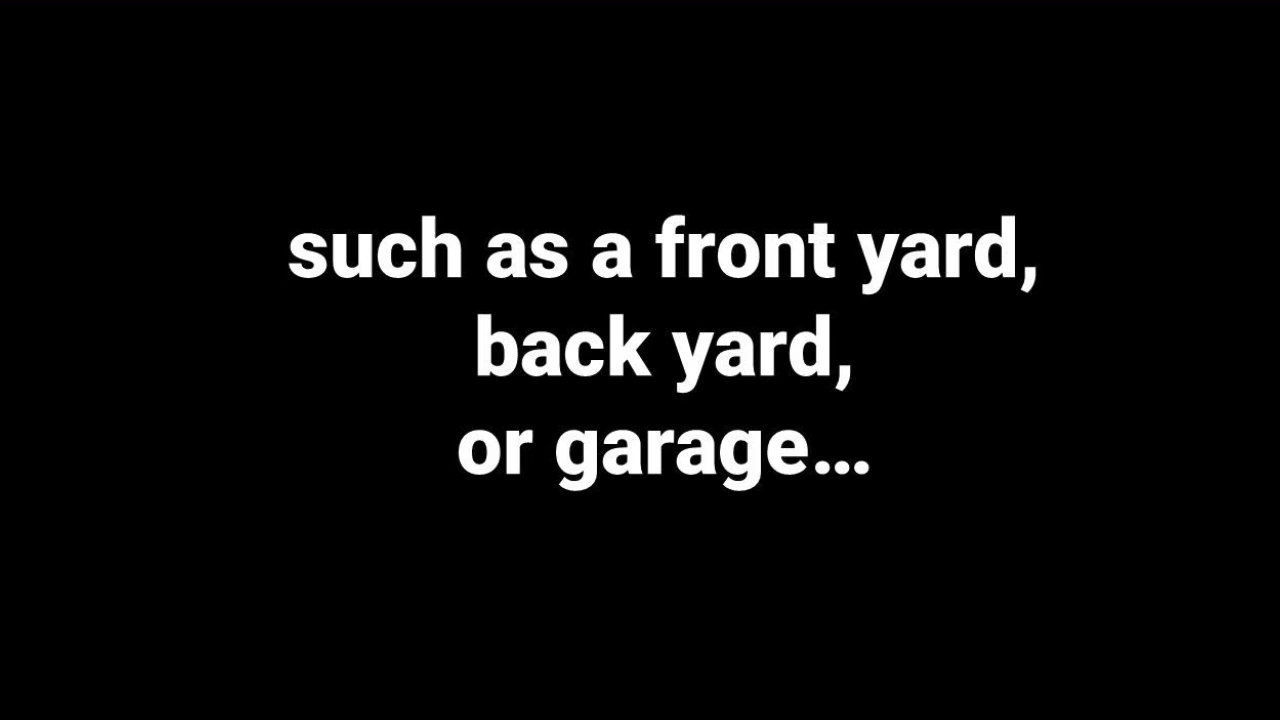 such as a front yard,
back yard,
or garage…